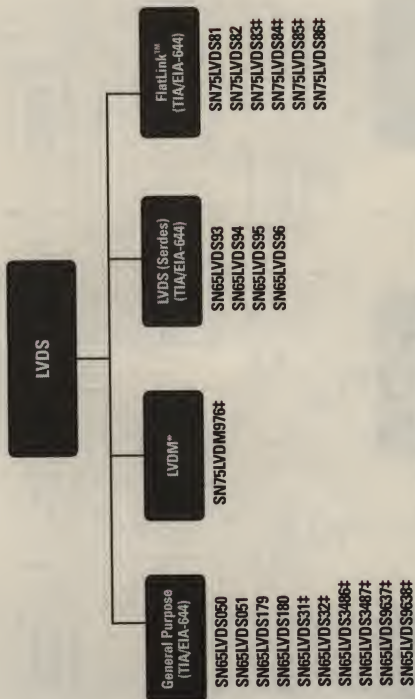 LVDS
General Purpose
(TIA/EIA-644)
SN65LVDS050
SN65LVDS051
SN65LVDS179
SN65LVDS180
SN65LVDS31‡
SN65LVDS32‡
SN65LVDS3486‡
SN65LVDS3487‡
SN65LVDS9637‡
SN65LVDS9638‡
LVDM*
SN75LVDM976‡
LVDS (Serdes)
(TIA/EIA-644)
SN65LVDS93
SN65LVDS94
SN65LVDS95
SN65LVDS96
FlatLink™
(TIA/EIA-644)
SN75LVDS81
SN75LVDS82
SN75LVDS83‡
SN75LVDS84‡
SN75LVDS85‡
SN75LVDS86‡